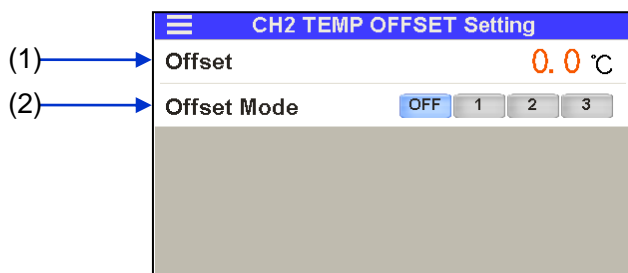 CH2 TEMP OFFSET Setting
(1) Offset 0.0 ℃
(2) Offset Mode OFF 1 2 3